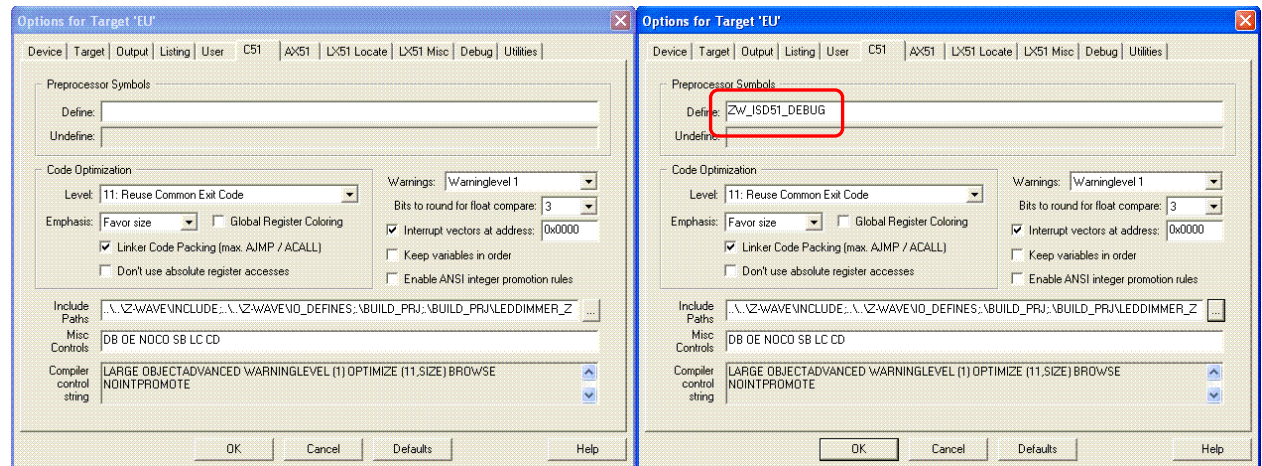 Options for Target 'EU'
Device Target Output Listing User C51 AX51 LX51 Locate LX51 Misc Debug Utilities
Preprocessor Symbols
Define:
Undefine:
Code Optimization
Level: 11: Reuse Common Exit Code
Emphasis: Favor size Global Register Coloring
Linker Code Packing (max. AJMP / ACALL)
Don't use absolute register accesses
Warnings: Warninglevel 1
Bits to round for float compare: 3
Interrupt vectors at address: 0x0000
Keep variables in order
Enable ANSI integer promotion rules
Include Paths ..\..\Z-WAVE\INCLUDE;..\..\Z-WAVE\IO_DEFINES;.\BUILD_PRJ;.\BUILD_PRJ\LEDDIMMER_Z ...
Misc Controls DB OE NOCO SB LC CD
Compiler control string LARGE OBJECTADVANCED WARNINGLEVEL (1) OPTIMIZE (11,SIZE) BROWSE
NOINTPROMOTE
OK Cancel Defaults Help
Options for Target 'EU'
Device Target Output Listing User C51 AX51 LX51 Locate LX51 Misc Debug Utilities
Preprocessor Symbols
Define: ZW_ISD51_DEBUG
Undefine:
Code Optimization
Level: 11: Reuse Common Exit Code
Emphasis: Favor size Global Register Coloring
Linker Code Packing (max. AJMP / ACALL)
Don't use absolute register accesses
Warnings: Warninglevel 1
Bits to round for float compare: 3
Interrupt vectors at address: 0x0000
Keep variables in order
Enable ANSI integer promotion rules
Include Paths ..\..\Z-WAVE\INCLUDE;..\..\Z-WAVE\IO_DEFINES;.\BUILD_PRJ;.\BUILD_PRJ\LEDDIMMER_Z ...
Misc Controls DB OE NOCO SB LC CD
Compiler control string LARGE OBJECTADVANCED WARNINGLEVEL (1) OPTIMIZE (11,SIZE) BROWSE
NOINTPROMOTE
OK Cancel Defaults Help